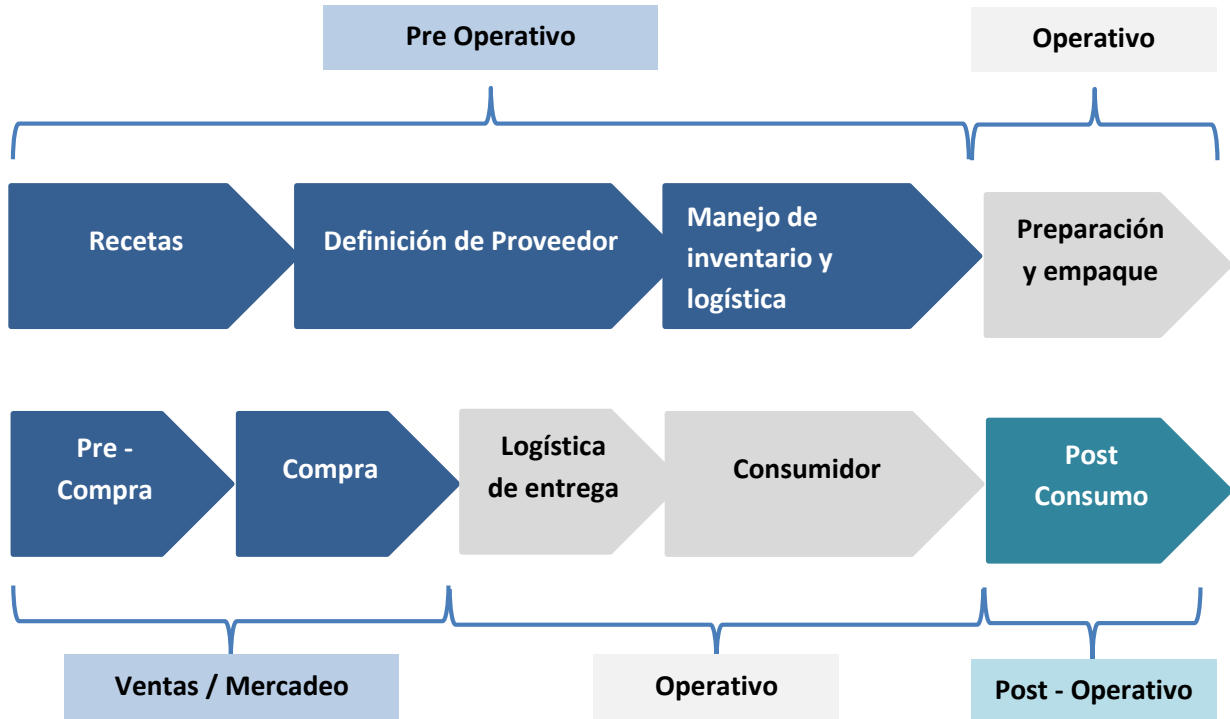 Pre Operativo
Operativo
Recetas
Definición de Proveedor
Manejo de
inventario y
logística
Preparación
y empaque
Pre -
Compra
Compra
Logística
de entrega
Consumidor
Post
Consumo
Ventas / Mercadeo
Operativo
Post - Operativo